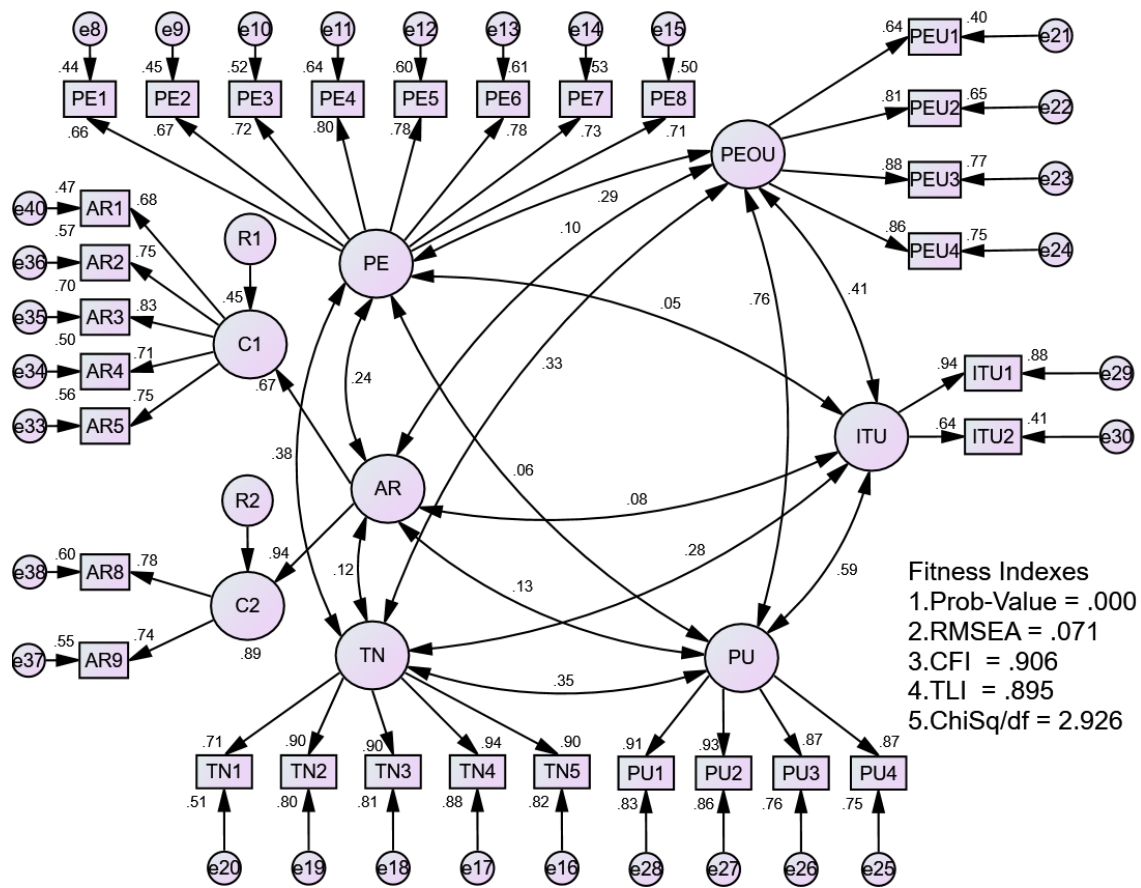 e8 e9 e10 e11 e12 e13 e14 e15
.44 .45 .52 .64 .60 .61 .53 .50
PE1 PE2 PE3 PE4 PE5 PE6 PE7 PE8
.66 .67 .72 .80 .78 .78 .73 .71
.64 PEU1 .40 e21
.81 PEU2 .65 e22
.88 PEU3 .77 e23
.86 PEU4 .75 e24
PEOU
e40 .47 AR1 .68
e36 .57 AR2 .75
e35 .70 AR3 .83
e34 .50 AR4 .71
e33 .56 AR5 .75
R1
.45
C1
.67
PE
.29
.10
.05
.76
.41
.33
.24
.38
.06
.94 ITU1 .88 e29
.64 ITU2 .41 e30
ITU
AR
.08
.28
.13
.59
.12
.35
R2
.94
C2
.89
e38 .60 AR8 .78
e37 .55 AR9 .74
TN
PU
Fitness Indexes
1.Prob-Value = .000
2.RMSEA = .071
3.CFI = .906
4.TLI = .895
5.ChiSq/df = 2.926
.71 .90 .90 .94 .90 .91 .93 .87 .87
TN1 TN2 TN3 TN4 TN5 PU1 PU2 PU3 PU4
.51 .80 .81 .88 .82 .83 .86 .76 .75
e20 e19 e18 e17 e16 e28 e27 e26 e25